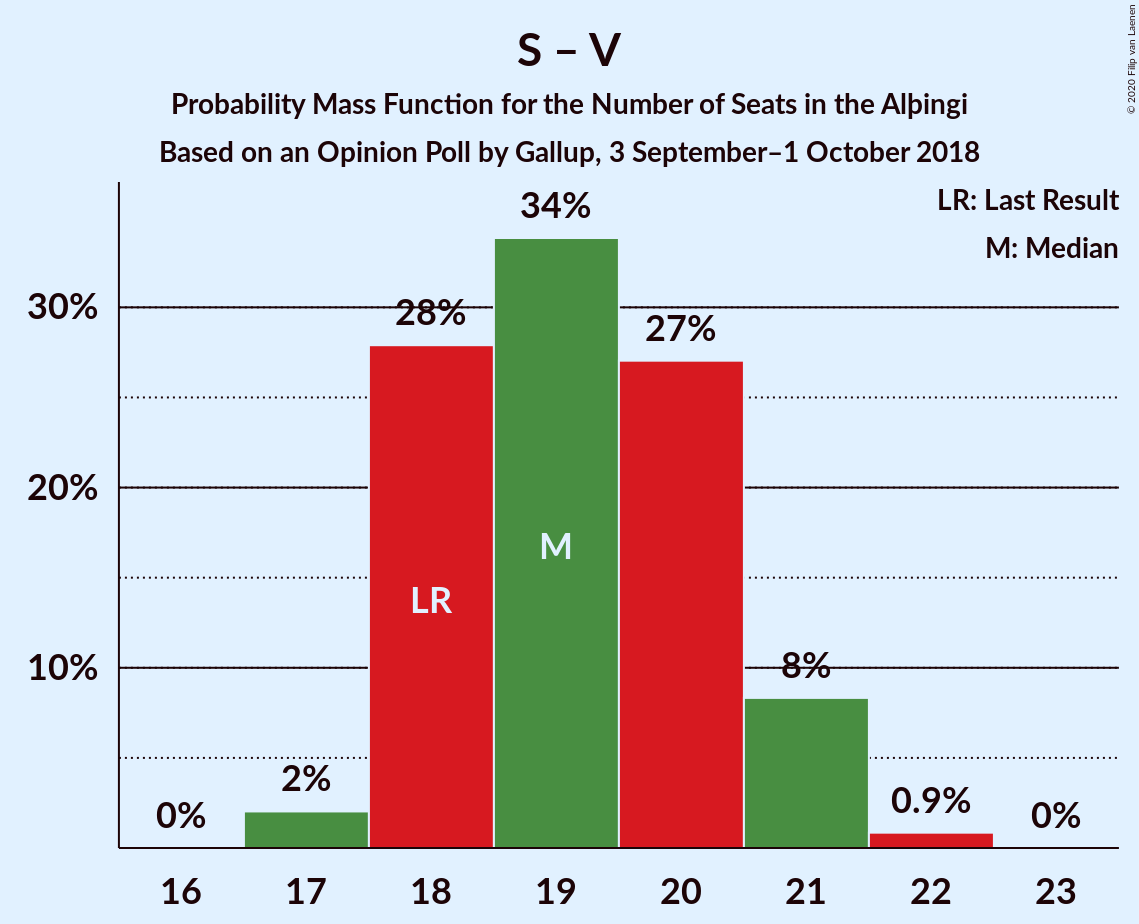 S – V
Probability Mass Function for the Number of Seats in the Alþingi
Based on an Opinion Poll by Gallup, 3 September–1 October 2018
© 2020 Filip van Laenen
LR: Last Result
M: Median
34%
30%
28%
27%
20%
M
LR
10%
8%
2%
0%
0.9%
0%
16 17 18 19 20 21 22 23